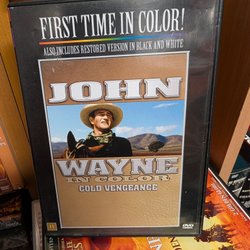 FIRST TIME IN COLOR!
ALSO INCLUDES RESTORED VERSION IN BLACK AND WHITE
JOHN
WAYNE
IN COLOR
COLD VENGEANCE
DVD